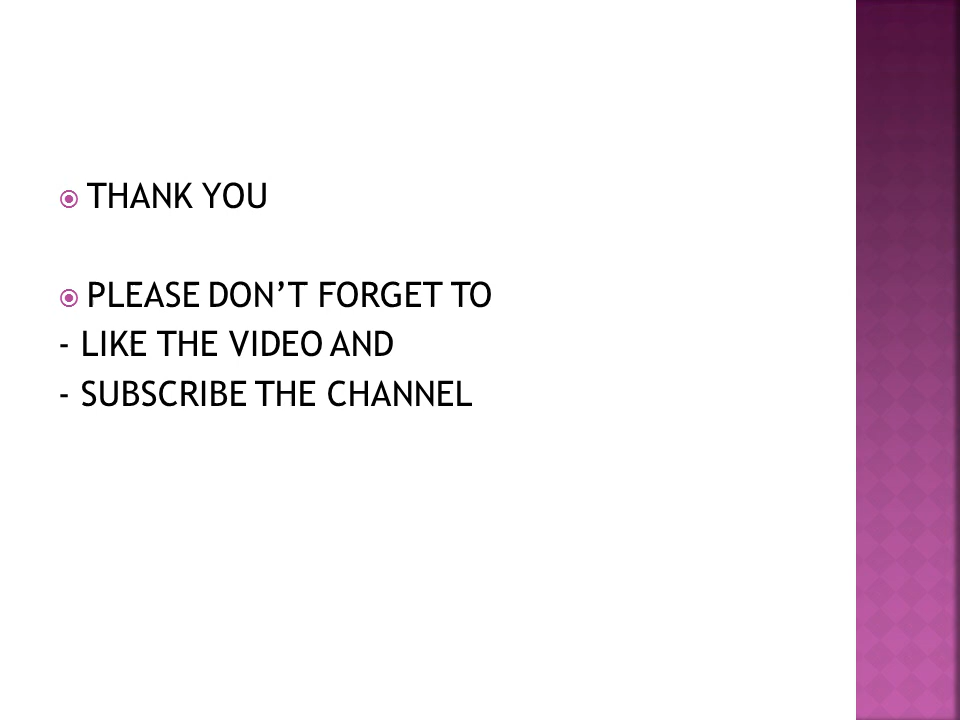 THANK YOU
PLEASE DON’T FORGET TO
- LIKE THE VIDEO AND
- SUBSCRIBE THE CHANNEL